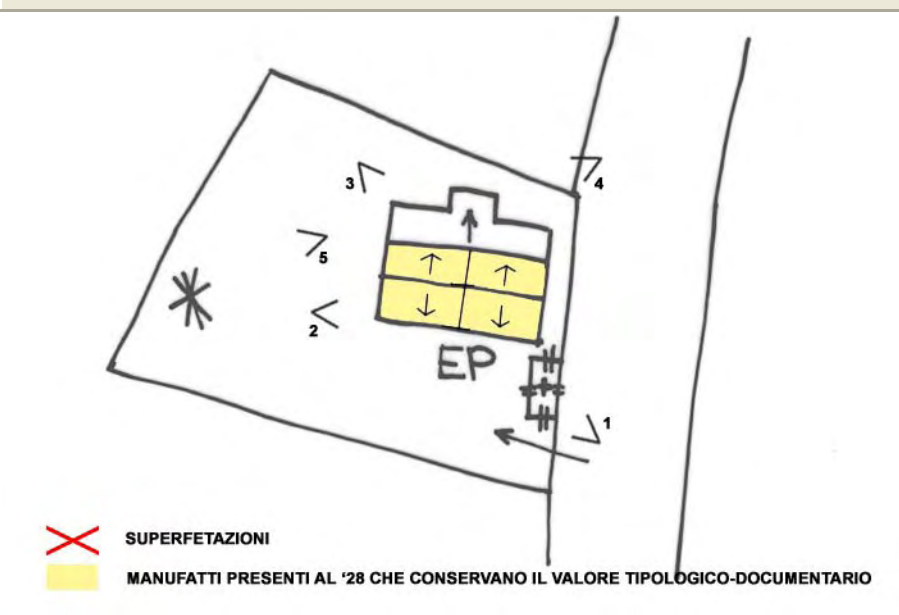 3
4
5
2
EP
1
SUPERFETAZIONI
MANUFATTI PRESENTI AL ‘28 CHE CONSERVANO IL VALORE TIPOLOGICO-DOCUMENTARIO